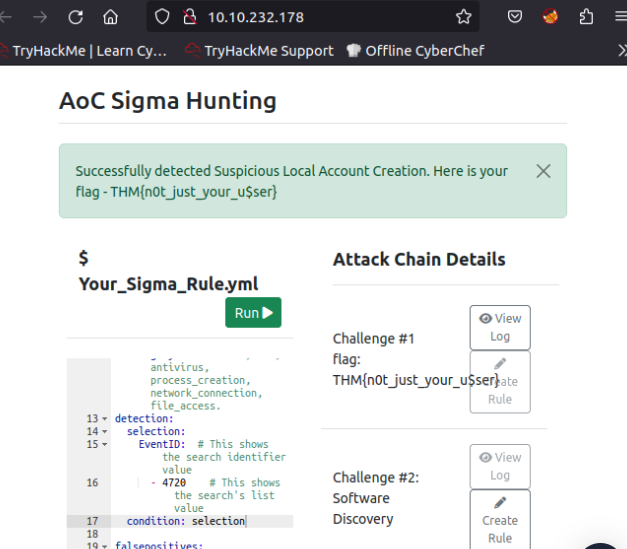 10.10.232.178
TryHackMe | Learn Cy...
TryHackMe Support
Offline CyberChef
AoC Sigma Hunting
Successfully detected Suspicious Local Account Creation. Here is your
flag - THM{n0t_just_your_u$ser}
$
Your_Sigma_Rule.yml
Run
antivirus,
process_creation,
network_connection,
file_access.
13 detection:
14 selection:
15 EventID: # This shows
the search identifier
value
16 - 4720 # This shows
the search's list
value
17 condition: selection
18
19 falsepositives:
Attack Chain Details
Challenge #1
flag:
THM{n0t_just_your_u$ser}
View
Log
Create
Rule
Challenge #2:
Software
Discovery
View
Log
Create
Rule